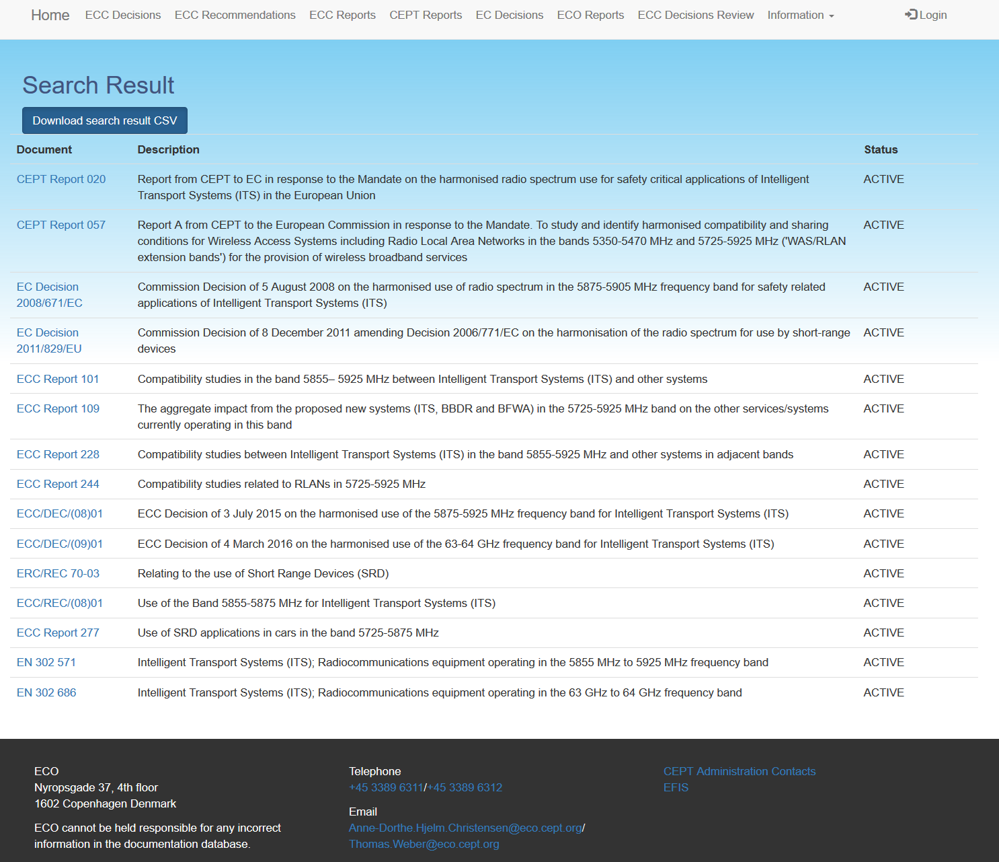 Home ECC Decisions ECC Recommendations ECC Reports CEPT Reports EC Decisions ECO Reports ECC Decisions Review Information Login
Search Result
Download search result CSV
Document Description Status
CEPT Report 020 Report from CEPT to EC in response to the Mandate on the harmonised radio spectrum use for safety critical applications of Intelligent ACTIVE
Transport Systems (ITS) in the European Union
CEPT Report 057 Report A from CEPT to the European Commission in response to the Mandate. To study and identify harmonised compatibility and sharing ACTIVE
conditions for Wireless Access Systems including Radio Local Area Networks in the bands 5350-5470 MHz and 5725-5925 MHz ('WAS/RLAN
extension bands') for the provision of wireless broadband services
EC Decision Commission Decision of 5 August 2008 on the harmonised use of radio spectrum in the 5875-5905 MHz frequency band for safety related ACTIVE
2008/671/EC applications of Intelligent Transport Systems (ITS)
EC Decision Commission Decision of 8 December 2011 amending Decision 2006/771/EC on the harmonisation of the radio spectrum for use by short-range ACTIVE
2011/829/EU devices
ECC Report 101 Compatibility studies in the band 5855– 5925 MHz between Intelligent Transport Systems (ITS) and other systems ACTIVE
ECC Report 109 The aggregate impact from the proposed new systems (ITS, BBDR and BFWA) in the 5725-5925 MHz band on the other services/systems ACTIVE
currently operating in this band
ECC Report 228 Compatibility studies between Intelligent Transport Systems (ITS) in the band 5855-5925 MHz and other systems in adjacent bands ACTIVE
ECC Report 244 Compatibility studies related to RLANs in 5725-5925 MHz ACTIVE
ECC/DEC/(08)01 ECC Decision of 3 July 2015 on the harmonised use of the 5875-5925 MHz frequency band for Intelligent Transport Systems (ITS) ACTIVE
ECC/DEC/(09)01 ECC Decision of 4 March 2016 on the harmonised use of the 63-64 GHz frequency band for Intelligent Transport Systems (ITS) ACTIVE
ERC/REC 70-03 Relating to the use of Short Range Devices (SRD) ACTIVE
ECC/REC/(08)01 Use of the Band 5855-5875 MHz for Intelligent Transport Systems (ITS) ACTIVE
ECC Report 277 Use of SRD applications in cars in the band 5725-5875 MHz ACTIVE
EN 302 571 Intelligent Transport Systems (ITS); Radiocommunications equipment operating in the 5855 MHz to 5925 MHz frequency band ACTIVE
EN 302 686 Intelligent Transport Systems (ITS); Radiocommunications equipment operating in the 63 GHz to 64 GHz frequency band ACTIVE
ECO
Nyropsgade 37, 4th floor
1602 Copenhagen Denmark
ECO cannot be held responsible for any incorrect
information in the documentation database.
Telephone
+45 3389 6311/+45 3389 6312
Email
Anne-Dorthe.Hjelm.Christensen@eco.cept.org/
Thomas.Weber@eco.cept.org
CEPT Administration Contacts
EFIS